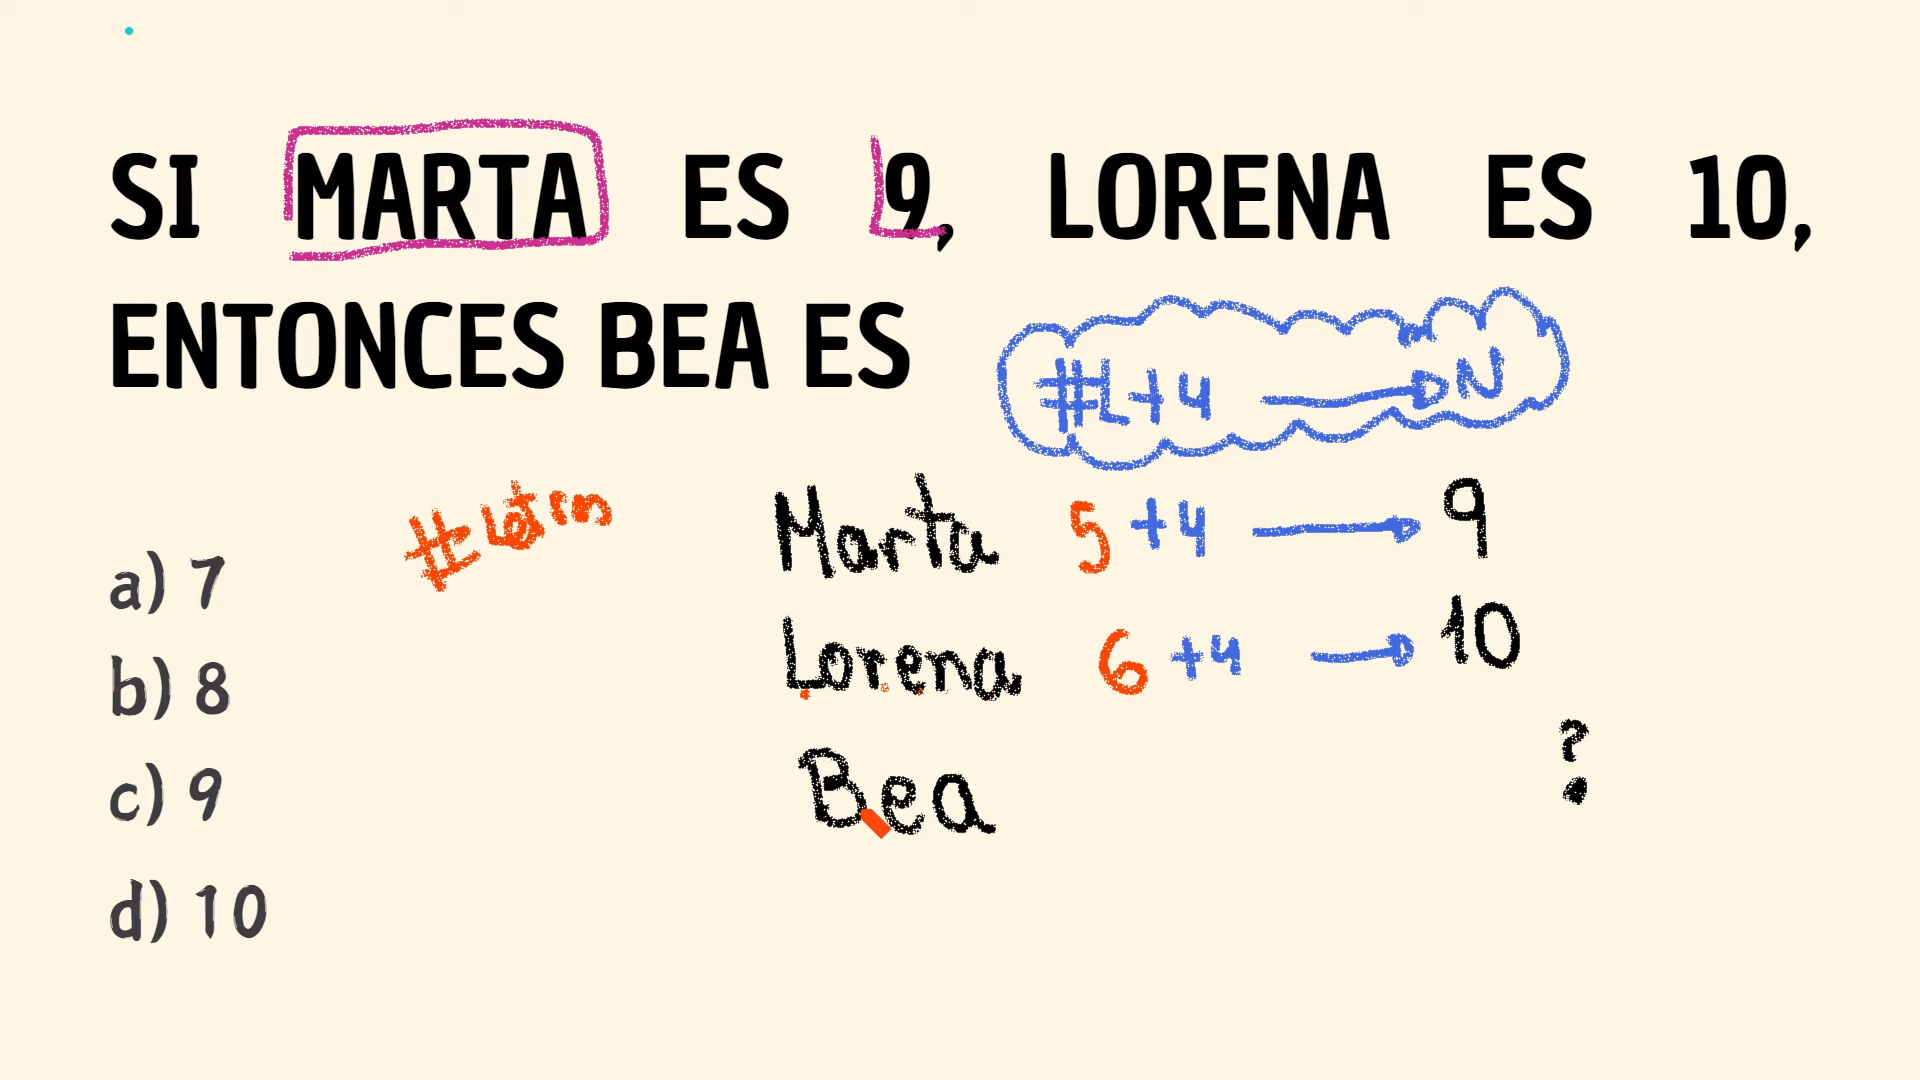 SI MARTA ES 9, LORENA ES 10,
ENTONCES BEA ES
#L+4 → N
#Letras
Marta 5 +4 → 9
Lorena 6 +4 → 10
Bea ?
a) 7
b) 8
c) 9
d) 10